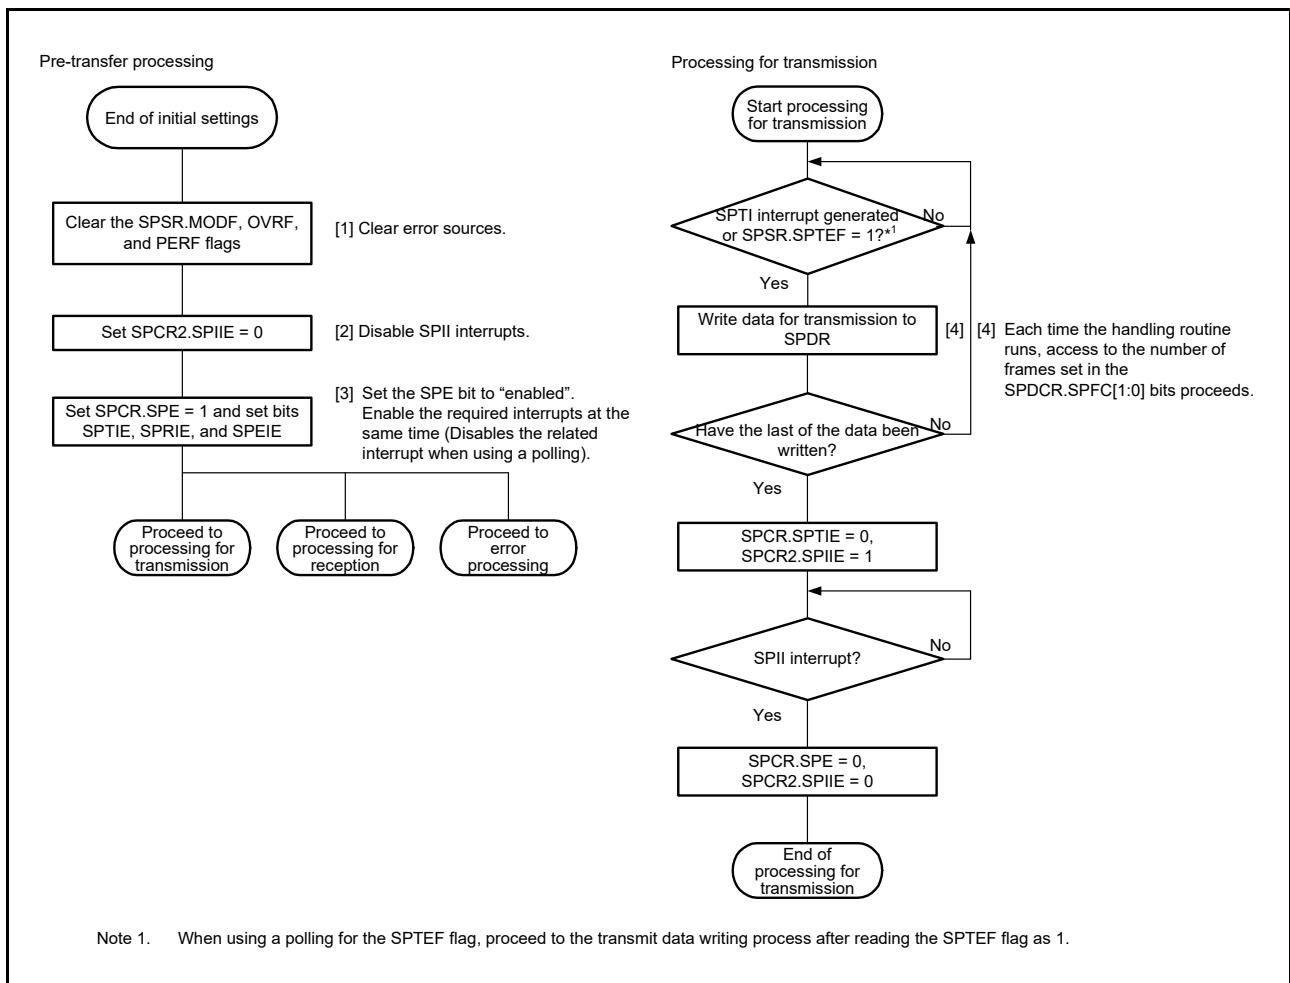 Pre-transfer processing
End of initial settings
Clear the SPSR.MODF, OVRF,
and PERF flags
[1] Clear error sources.
Set SPCR2.SPIIE = 0
[2] Disable SPII interrupts.
Set SPCR.SPE = 1 and set bits
SPTIE, SPRIE, and SPEIE
[3] Set the SPE bit to “enabled”.
Enable the required interrupts at the
same time (Disables the related
interrupt when using a polling).
Proceed to
processing for
transmission
Proceed to
processing for
reception
Proceed to
error
processing
Processing for transmission
Start processing
for transmission
SPTI interrupt generated
or SPSR.SPTEF = 1?*1
No
Yes
Write data for transmission to
SPDR
[4]
[4] Each time the handling routine
runs, access to the number of
frames set in the
SPDCR.SPFC[1:0] bits proceeds.
Have the last of the data been
written?
No
Yes
SPCR.SPTIE = 0,
SPCR2.SPIIE = 1
SPII interrupt?
No
Yes
SPCR.SPE = 0,
SPCR2.SPIIE = 0
End of
processing for
transmission
Note 1. When using a polling for the SPTEF flag, proceed to the transmit data writing process after reading the SPTEF flag as 1.